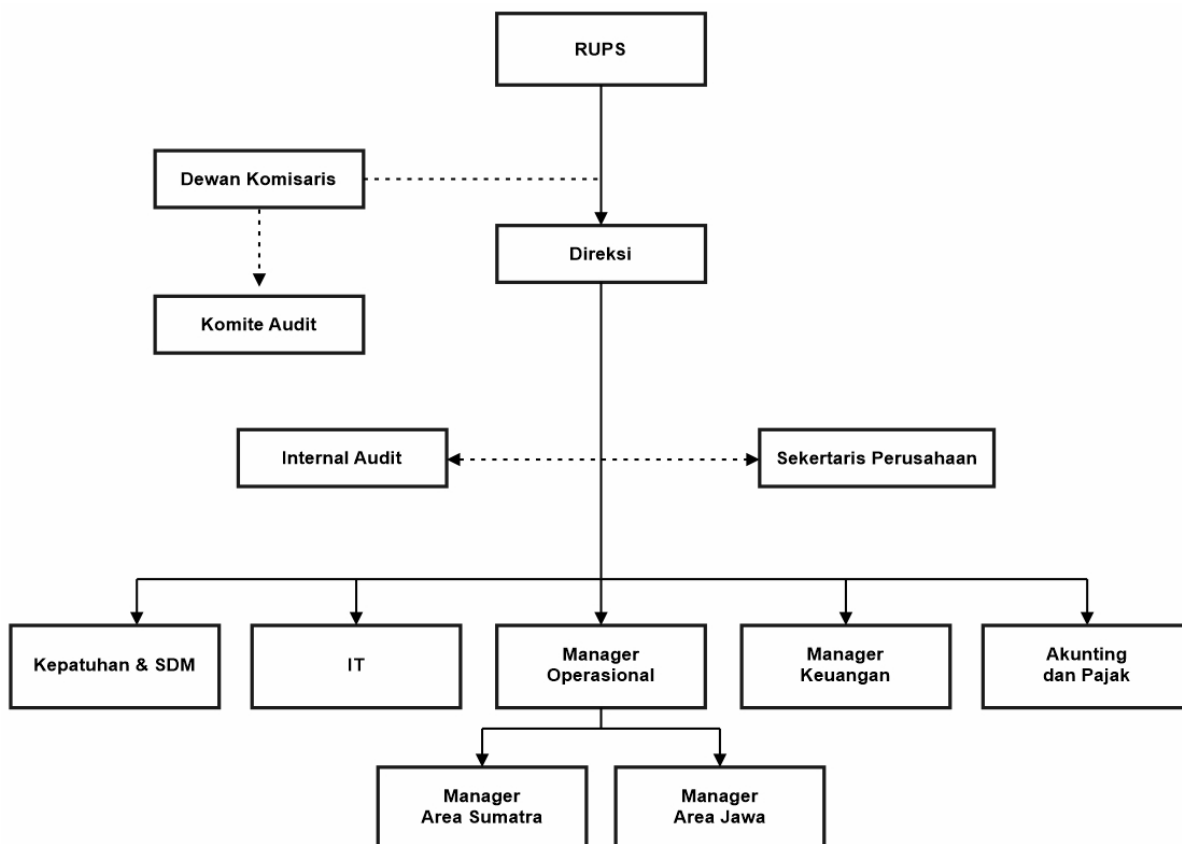 RUPS
Dewan Komisaris
Direksi
Komite Audit
Internal Audit
Sekertaris Perusahaan
Kepatuhan & SDM
IT
Manager
Operasional
Manager
Keuangan
Akunting
dan Pajak
Manager
Area Sumatra
Manager
Area Jawa